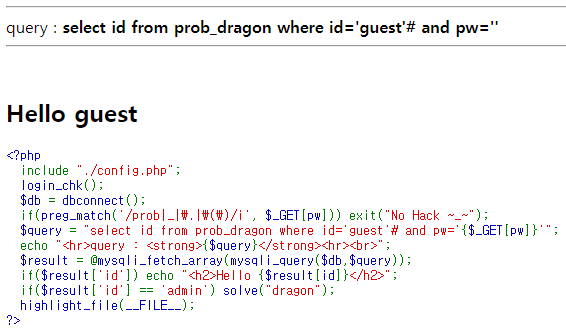 query : select id from prob_dragon where id='guest'# and pw=''
Hello guest
<?php
include "./config.php";
login_chk();
$db = dbconnect();
if(preg_match('/prob|_|₩.|₩(₩)/i', $_GET[pw])) exit("No Hack ~_~");
$query = "select id from prob_dragon where id='guest'# and pw='{$_GET[pw]}'";
echo "<hr>query : <strong>{$query}</strong><hr><br>";
$result = @mysqli_fetch_array(mysqli_query($db,$query));
if($result['id']) echo "<h2>Hello {$result[id]}</h2>";
if($result['id'] == 'admin') solve("dragon");
highlight_file(__FILE__);
?>